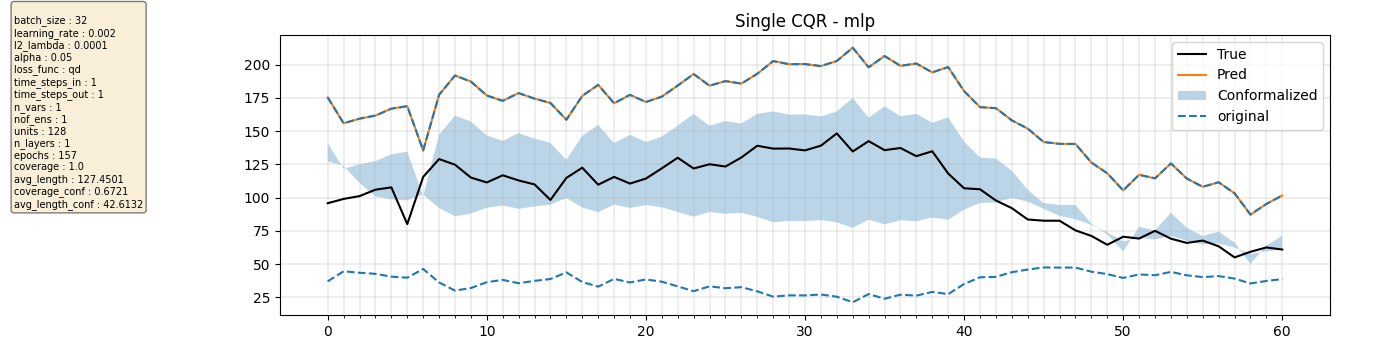 Single CQR - mlp
batch_size : 32
learning_rate : 0.002
l2_lambda : 0.0001
alpha : 0.05
loss_func : qd
time_steps_in : 1
time_steps_out : 1
n_vars : 1
nof_ens : 1
units : 128
n_layers : 1
epochs : 157
coverage : 1.0
avg_length : 127.4501
coverage_conf : 0.6721
avg_length_conf : 42.6132
200
175
150
125
100
75
50
25
0 10 20 30 40 50 60
True
Pred
Conformalized
original